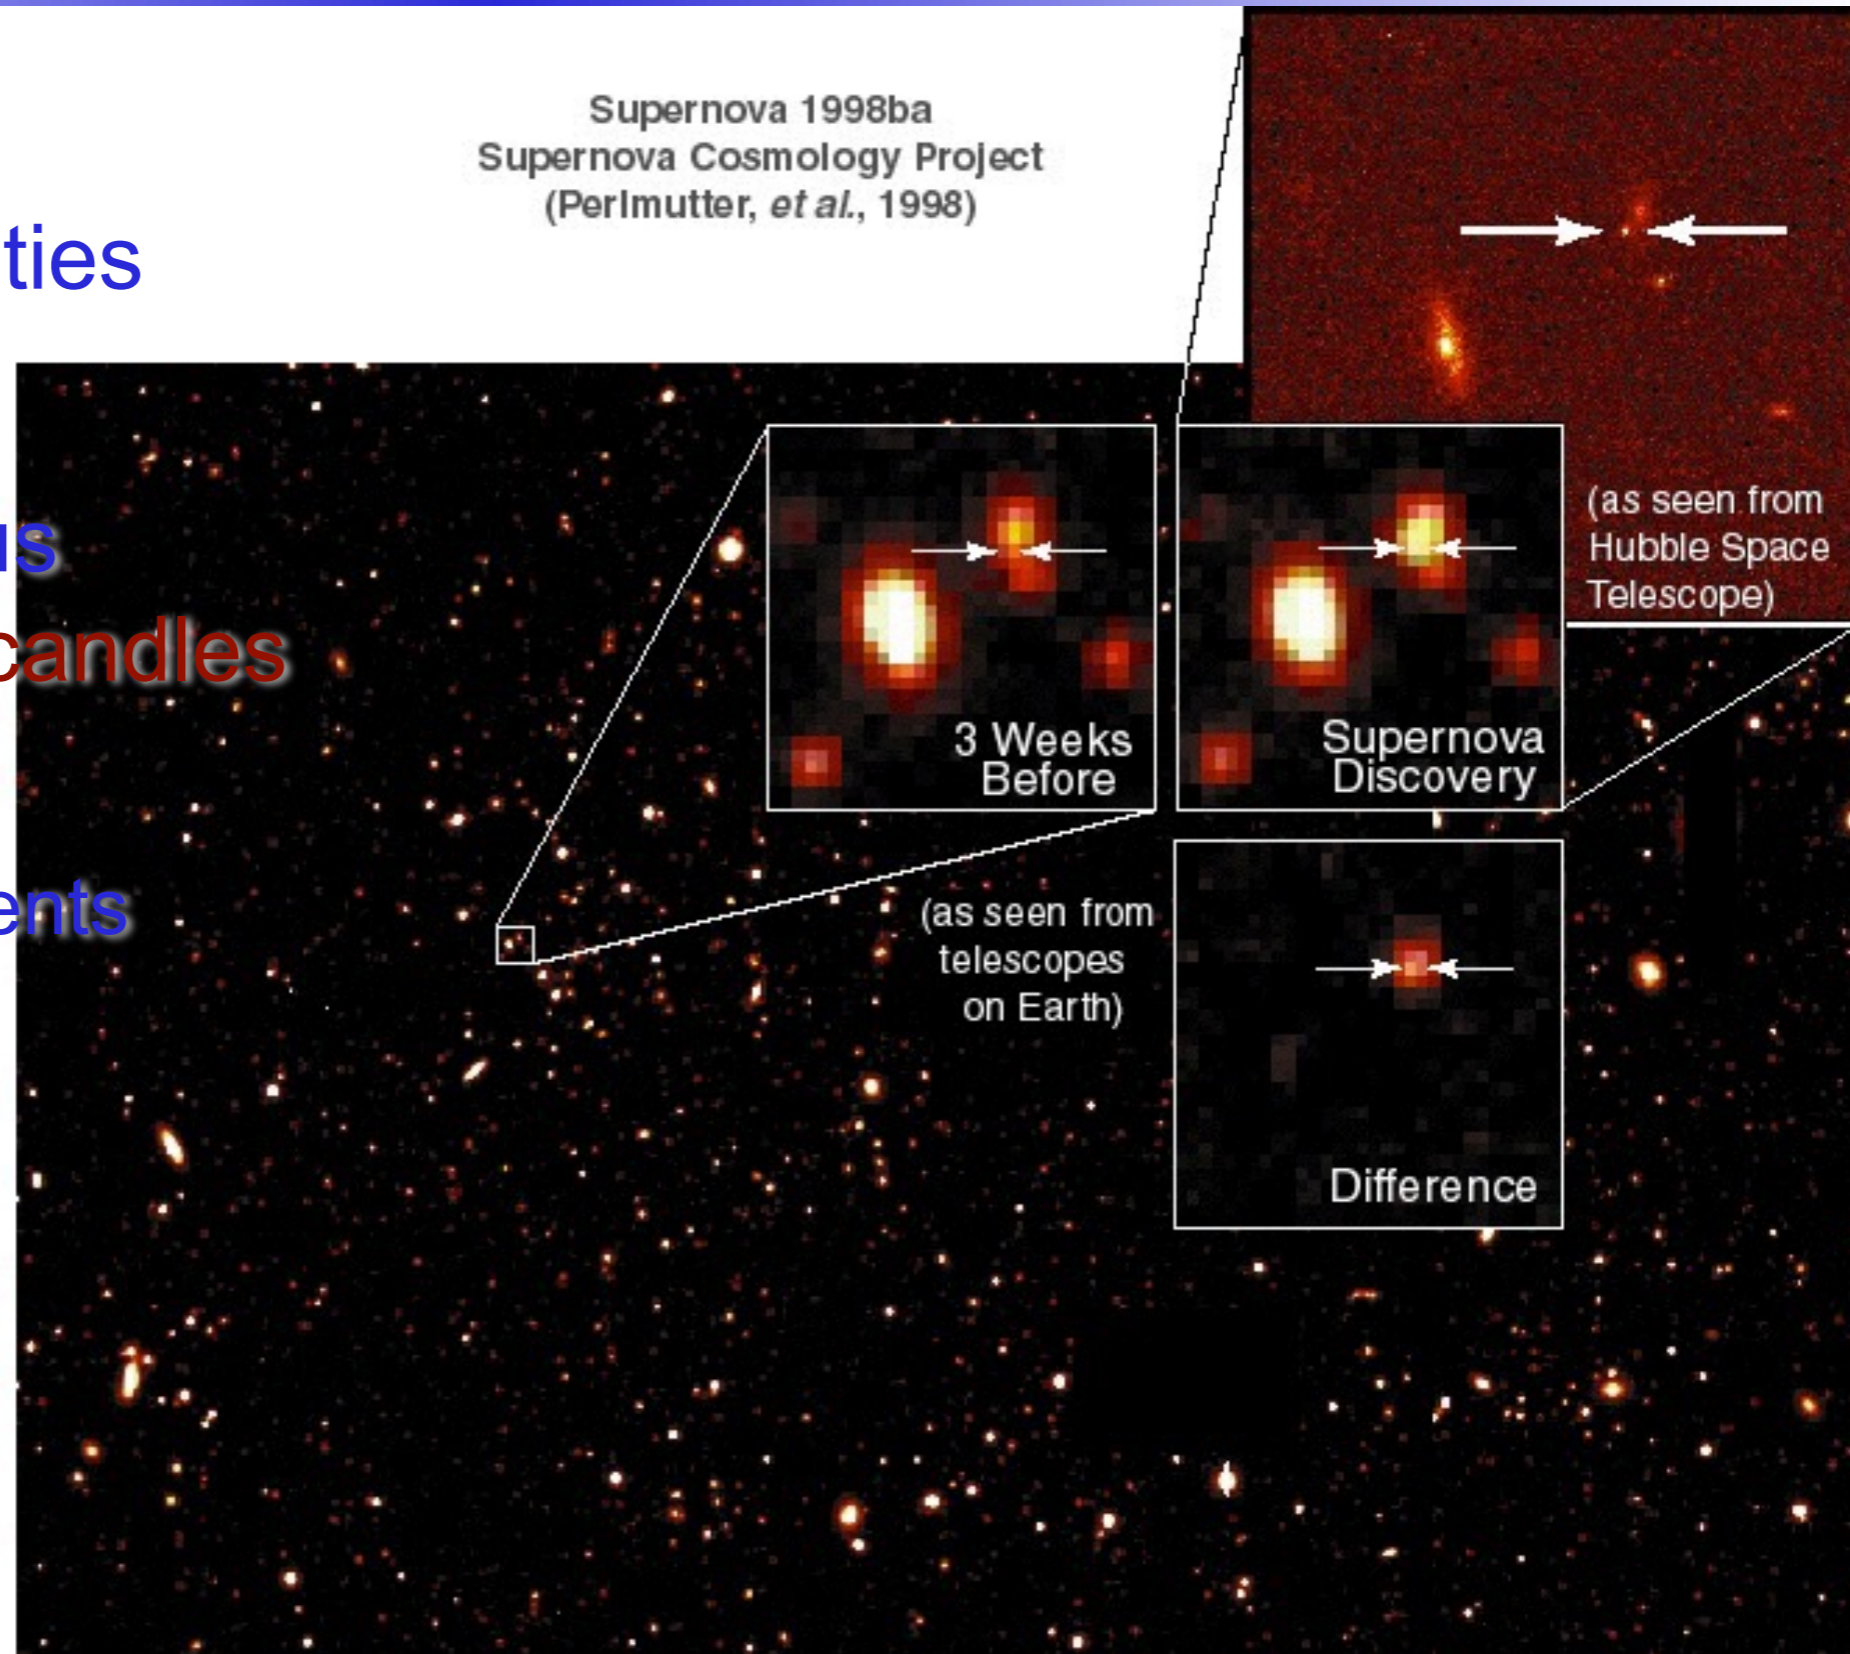 Supernova 1998ba
Supernova Cosmology Project
(Perlmutter, et al., 1998)
ties
us
candles
ents
3 Weeks
Before
Supernova
Discovery
(as seen from
Hubble Space
Telescope)
(as seen from
telescopes
on Earth)
Difference